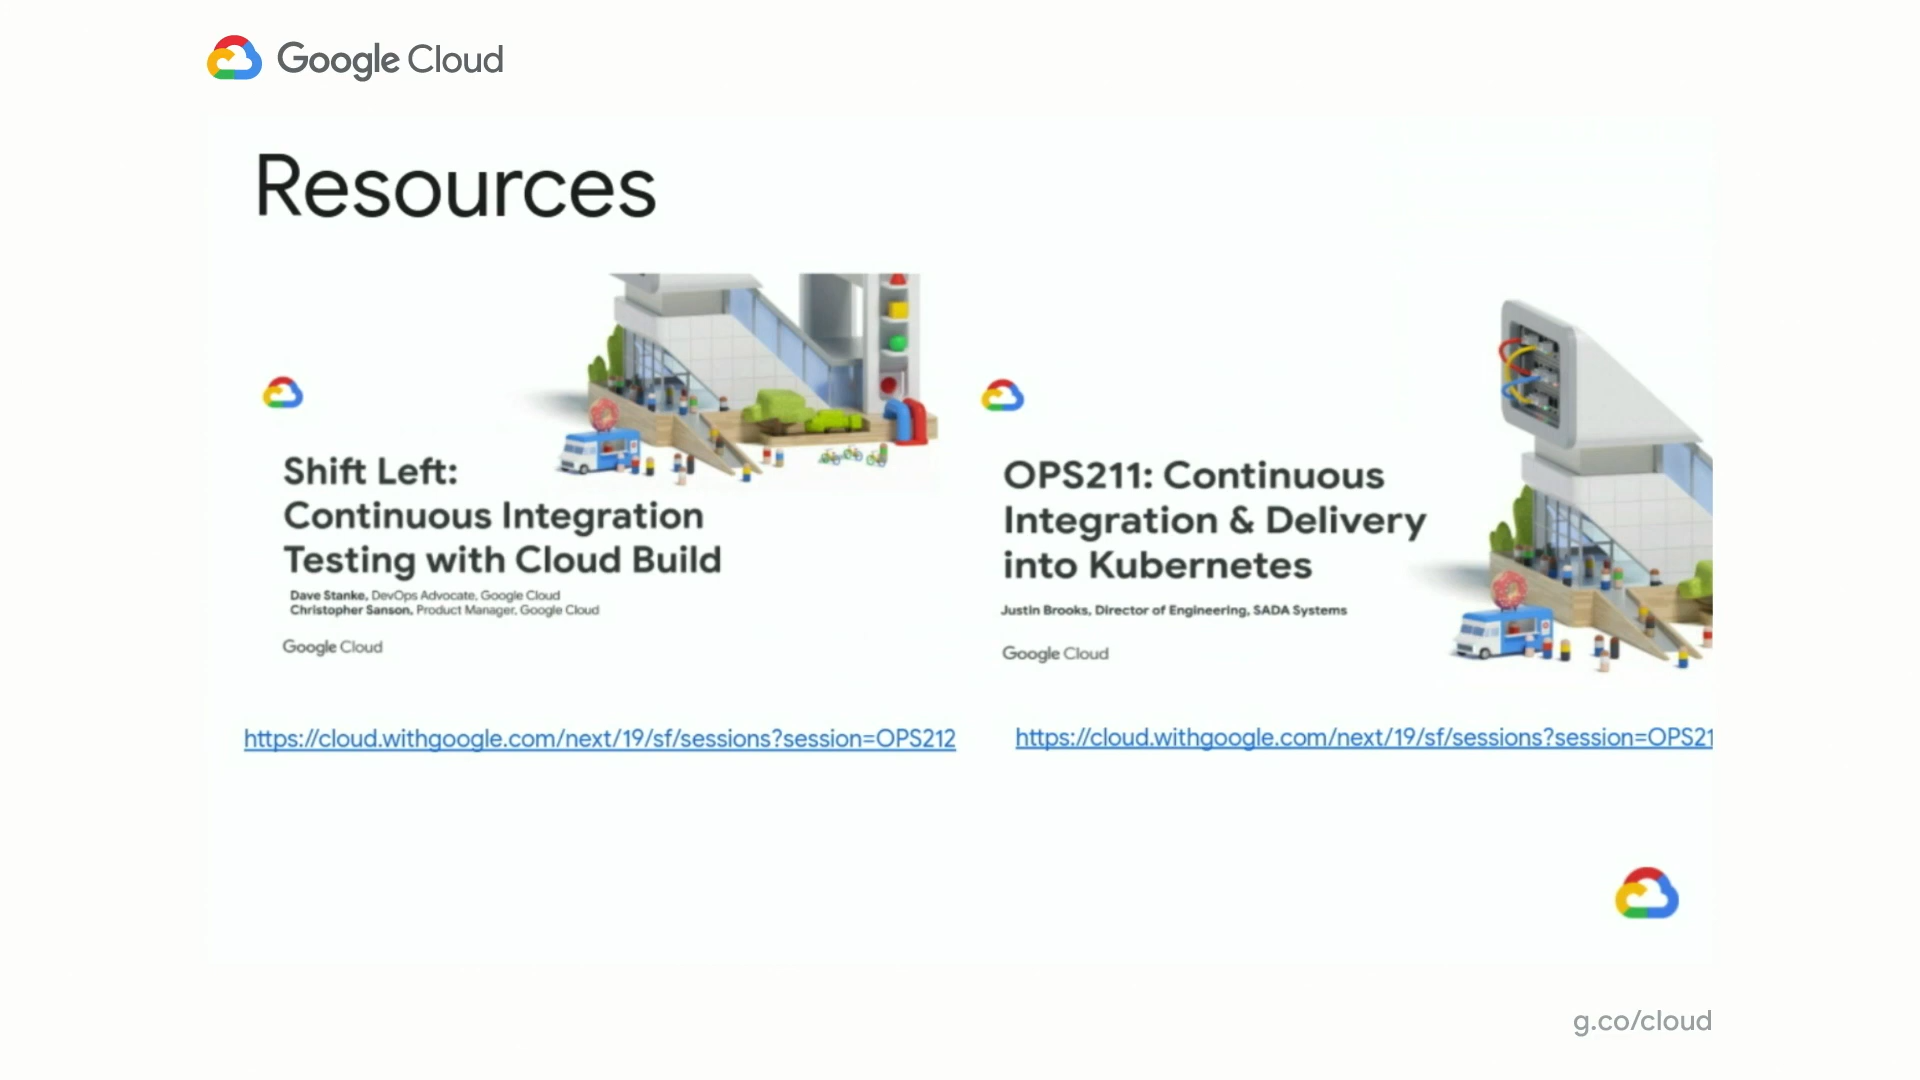 Google Cloud
Resources
Shift Left:
Continuous Integration
Testing with Cloud Build
Dave Stanke, DevOps Advocate, Google Cloud
Christopher Sanson, Product Manager, Google Cloud
Google Cloud
https://cloud.withgoogle.com/next/19/sf/sessions?session=OPS212
OPS211: Continuous
Integration & Delivery
into Kubernetes
Justin Brooks, Director of Engineering, SADA Systems
Google Cloud
https://cloud.withgoogle.com/next/19/sf/sessions?session=OPS21
g.co/cloud